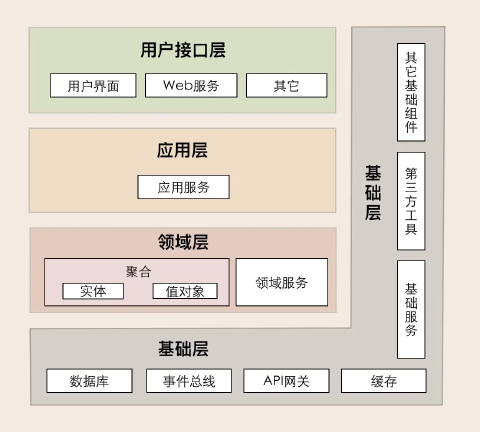 用户接口层
用户界面
Web服务
其它
应用层
应用服务
领域层
聚合
实体
值对象
领域服务
基础层
数据库
事件总线
API网关
缓存
基础层
其它基础组件
第三方工具
基础服务